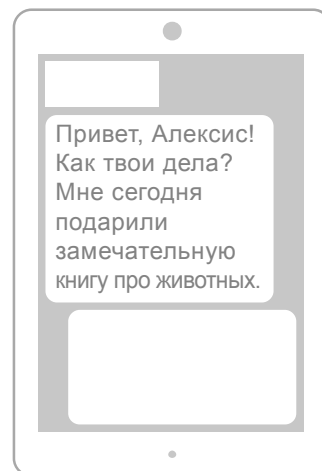 Привет, Алексис!
Как твои дела?
Мне сегодня
подарили
замечательную
книгу про животных.